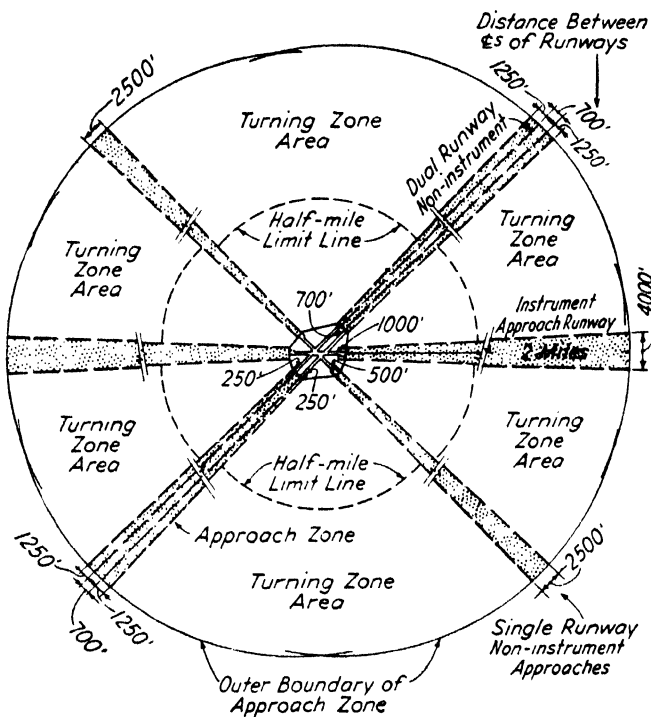 Distance Between
℄s of Runways
2500'
1250'
700'
1250'
Turning Zone
Area
Dual Runway
Non-instrument
Half-mile
Limit Line
Turning
Zone
Area
Turning
Zone
Area
700'
1000'
Instrument
Approach Runway
4000'
2 Miles
250'
500'
250'
Turning
Zone
Area
Turning
Zone
Area
Half-mile
Limit Line
Approach Zone
1250'
700'
1250'
Turning Zone
Area
2500'
Single Runway
Non-instrument
Approaches
Outer Boundary of
Approach Zone